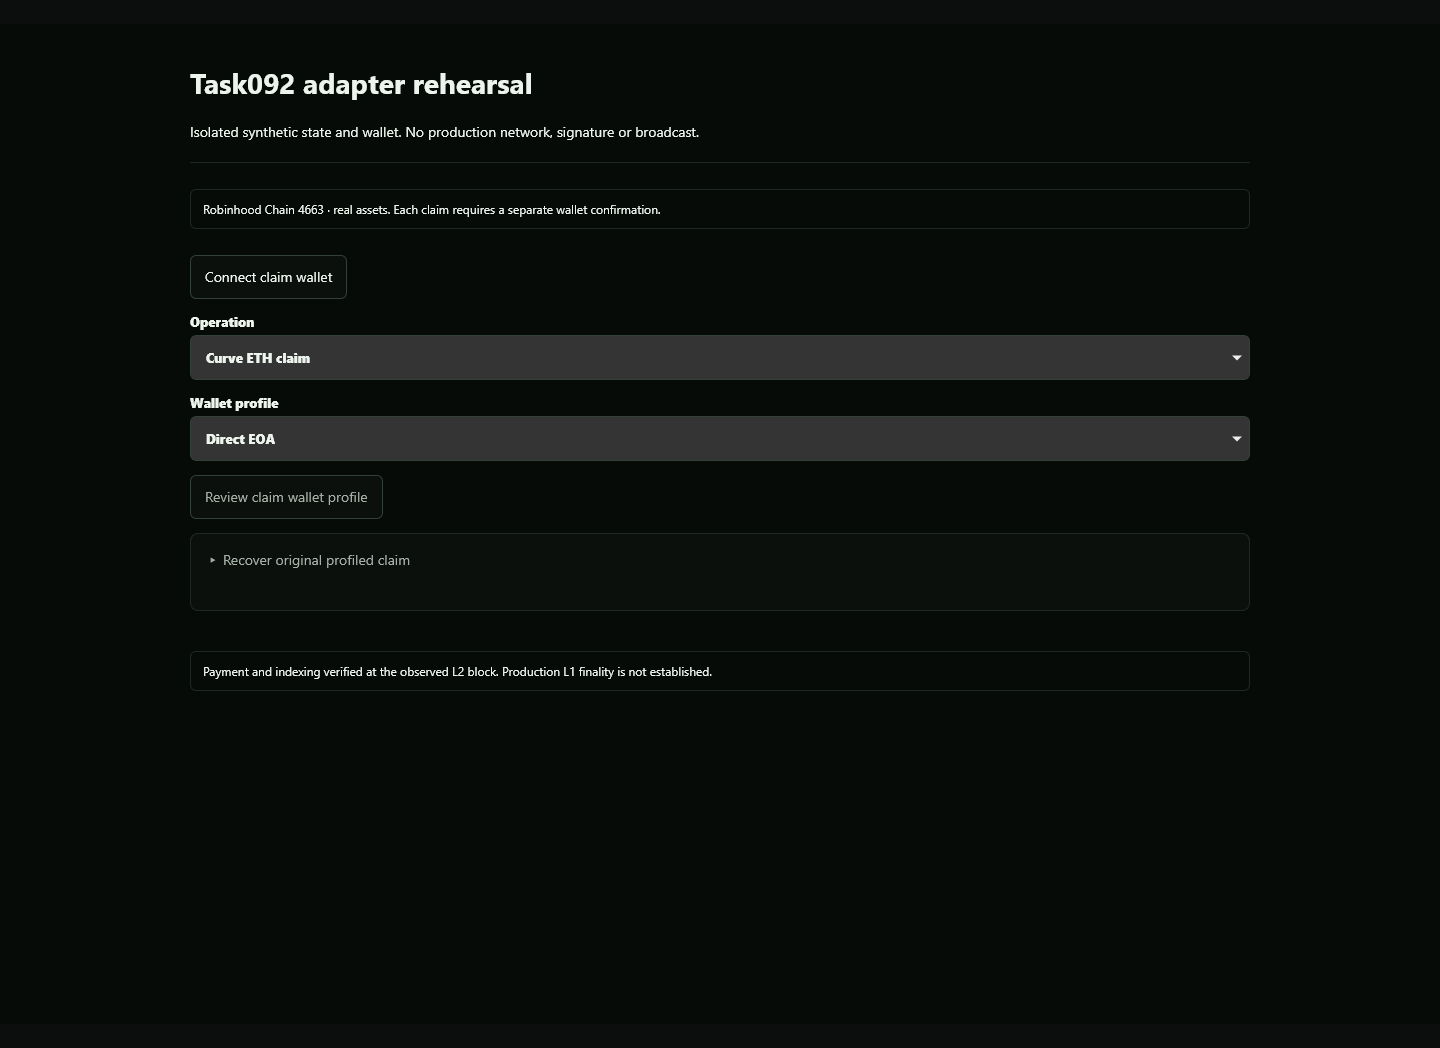 Task092 adapter rehearsal
Isolated synthetic state and wallet. No production network, signature or broadcast.
Robinhood Chain 4663 · real assets. Each claim requires a separate wallet confirmation.
Connect claim wallet
Operation
Curve ETH claim
Wallet profile
Direct EOA
Review claim wallet profile
Recover original profiled claim
Payment and indexing verified at the observed L2 block. Production L1 finality is not established.